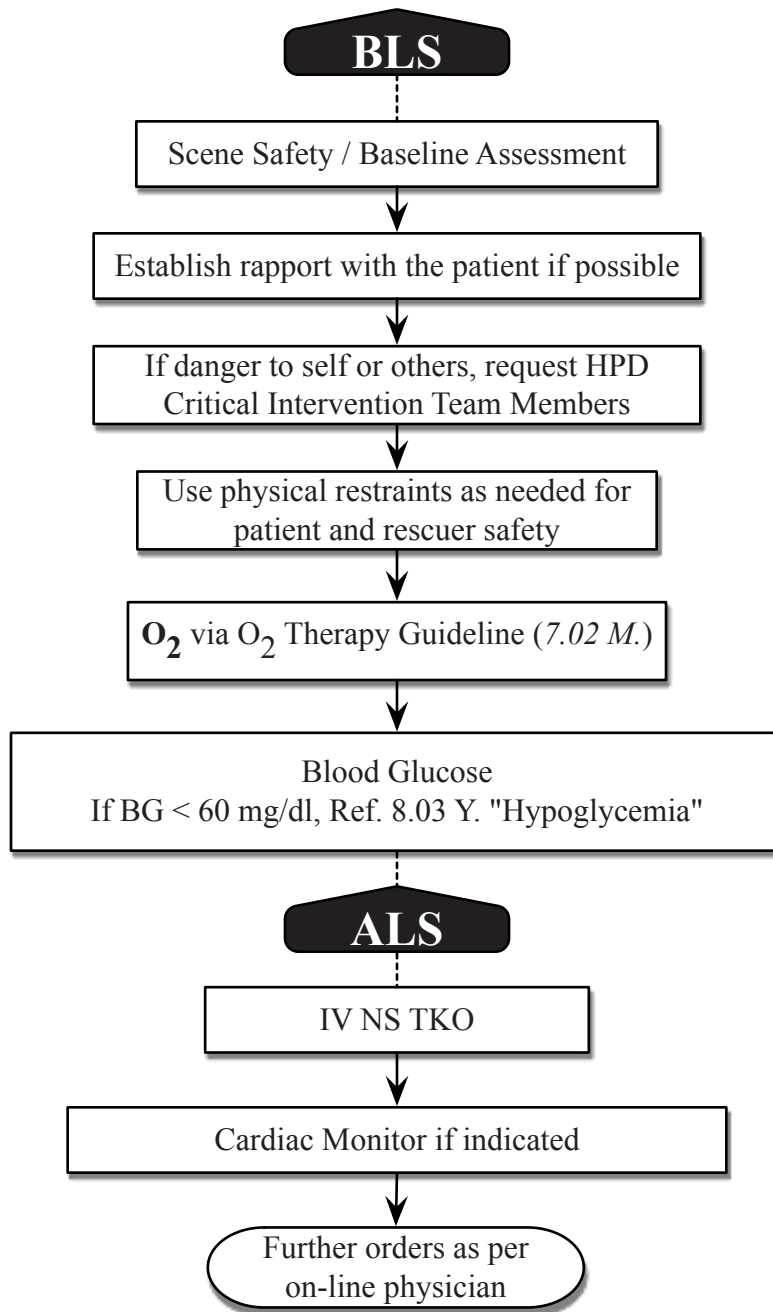 BLS
Scene Safety / Baseline Assessment
Establish rapport with the patient if possible
If danger to self or others, request HPD
Critical Intervention Team Members
Use physical restraints as needed for
patient and rescuer safety
O2 via O2 Therapy Guideline (7.02 M.)
Blood Glucose
If BG < 60 mg/dl, Ref. 8.03 Y. "Hypoglycemia"
ALS
IV NS TKO
Cardiac Monitor if indicated
Further orders as per
on-line physician